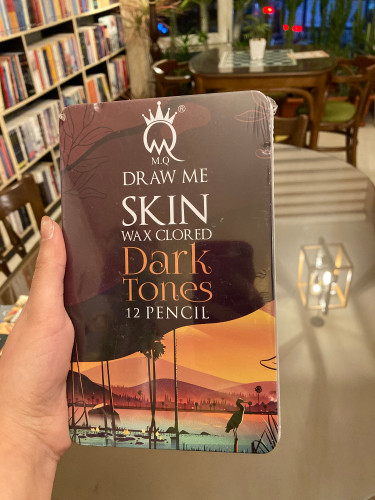 ®
M.Q
DRAW ME
SKIN
WAX CLORED
Dark
TONES
12 PENCIL